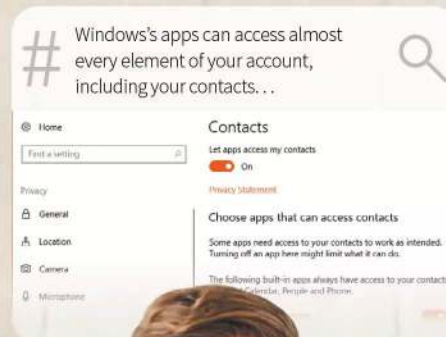 #
Windows's apps can access almost
every element of your account,
including your contacts...
Home
Find a setting
Privacy
General
Location
Camera
Microphone
Contacts
Let apps access my contacts
On
Privacy Statement
Choose apps that can access contacts
Some apps need access to your contacts to work as intended.
Turning off an app here might limit what it can do.
The following built-in apps always have access to your contacts
Calendar, People and Phone.